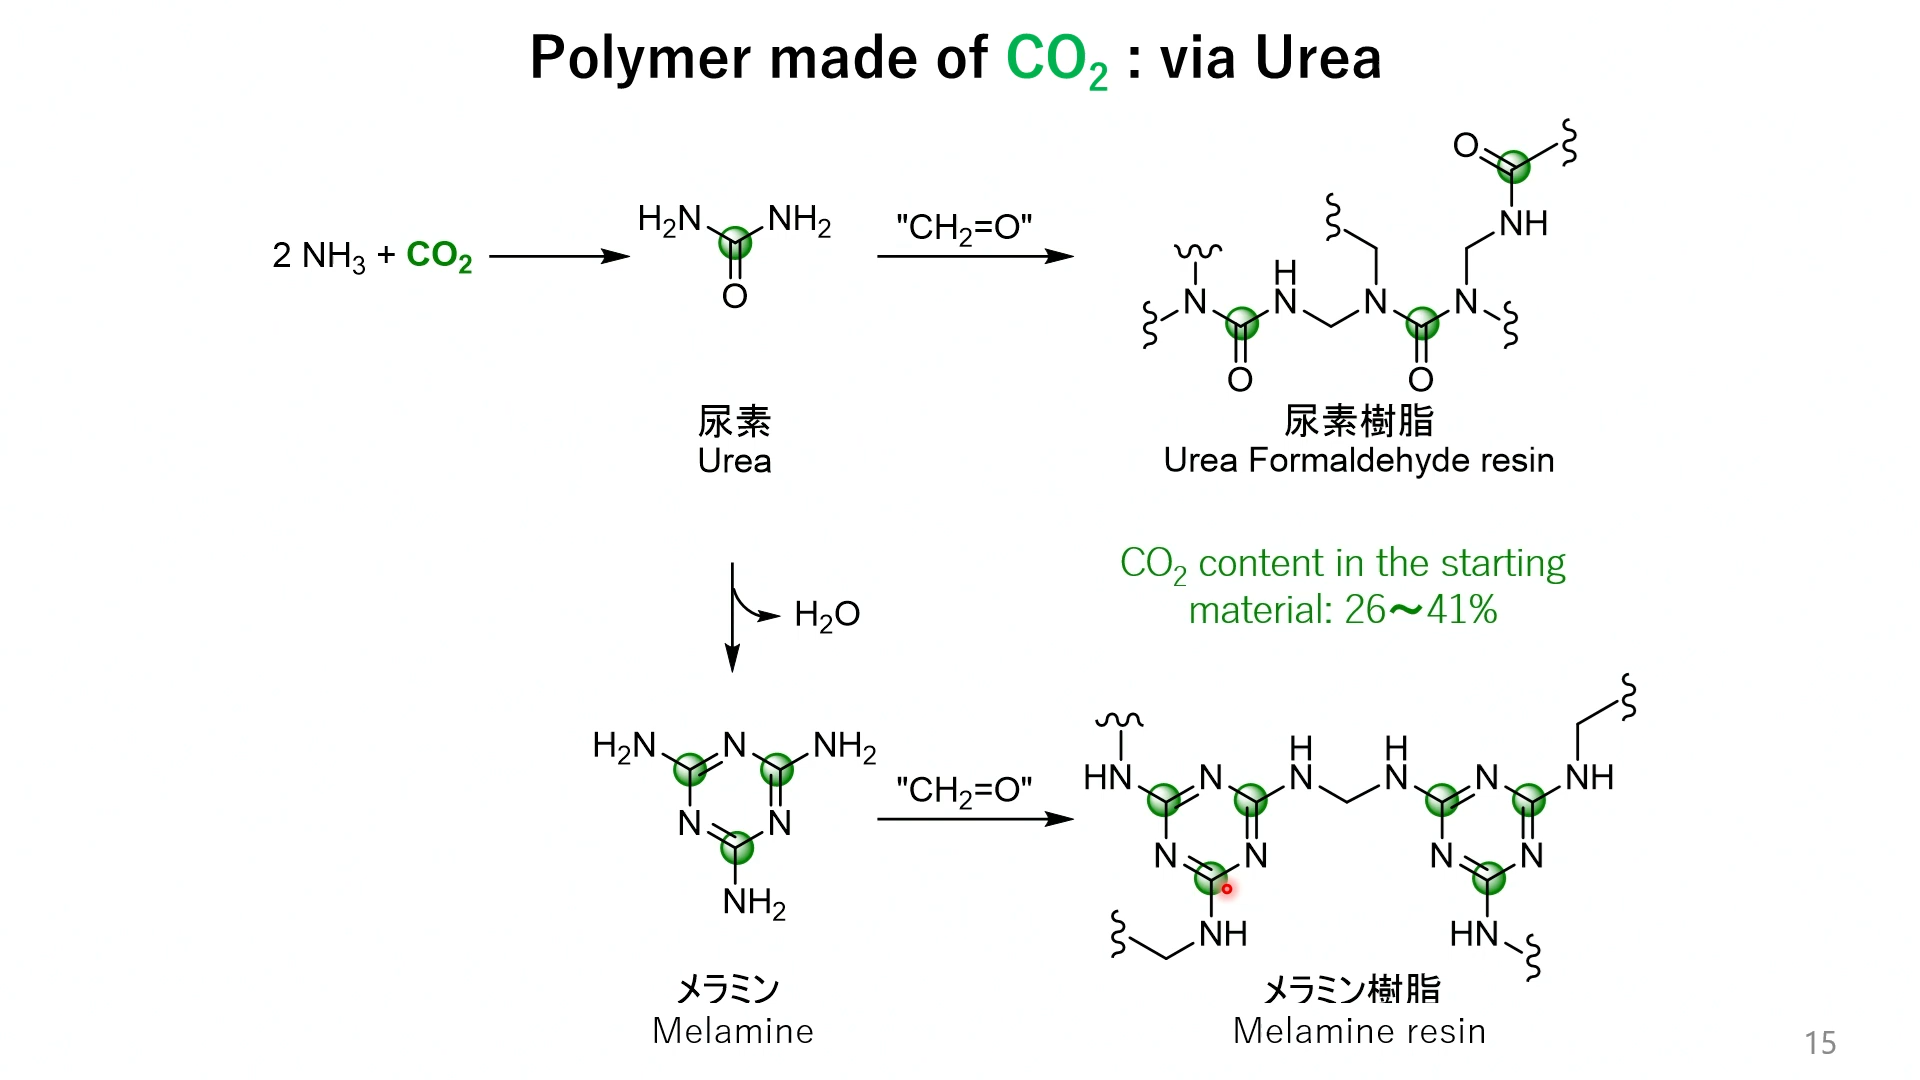 Polymer made of CO₂ : via Urea
2 NH₃ + CO₂
H₂N
NH₂
O
"CH₂=O"
O
NH
N
H
N
N
N
O
O
尿素
Urea
尿素樹脂
Urea Formaldehyde resin
CO₂ content in the starting
material: 26～41%
H₂O
H₂N
N
NH₂
N
N
NH₂
"CH₂=O"
HN
N
H
N
H
N
N
NH
N
N
N
N
NH
HN
メラミン
Melamine
メラミン樹脂
Melamine resin
15